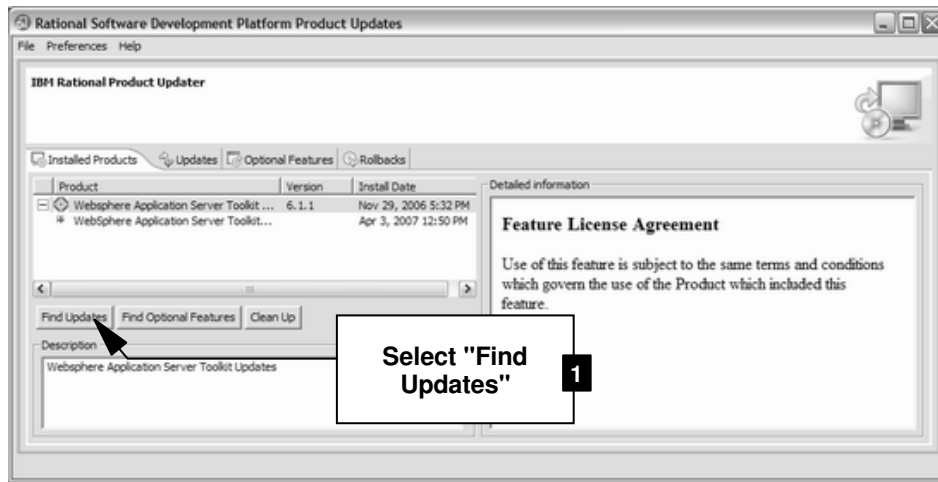 Rational Software Development Platform Product Updates
File Preferences Help
IBM Rational Product Updater
Installed Products Updates Optional Features Rollbacks
Product Version Install Date
Websphere Application Server Toolkit ... 6.1.1 Nov 29, 2006 5:32 PM
WebSphere Application Server Toolkit... Apr 3, 2007 12:50 PM
Find Updates Find Optional Features Clean Up
Description
Websphere Application Server Toolkit Updates
Detailed information
Feature License Agreement
Use of this feature is subject to the same terms and conditions
which govern the use of the Product which included this
feature.
Select "Find
Updates"
1